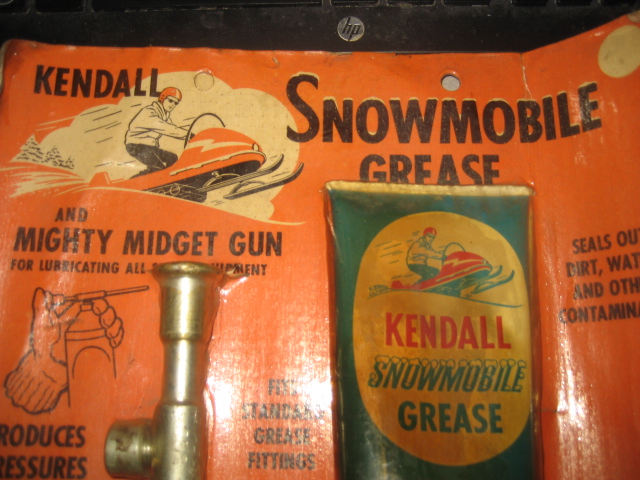 hp
KENDALL
SNOWMOBILE
GREASE
AND
MIGHTY MIDGET GUN
FOR LUBRICATING ALL
KENDALL
SNOWMOBILE
GREASE
SEALS OUT
DIRT, WAT
AND OTH
CONTAMINA
STANDARD
GREASE
FITTINGS
RODUCES
RESSURES